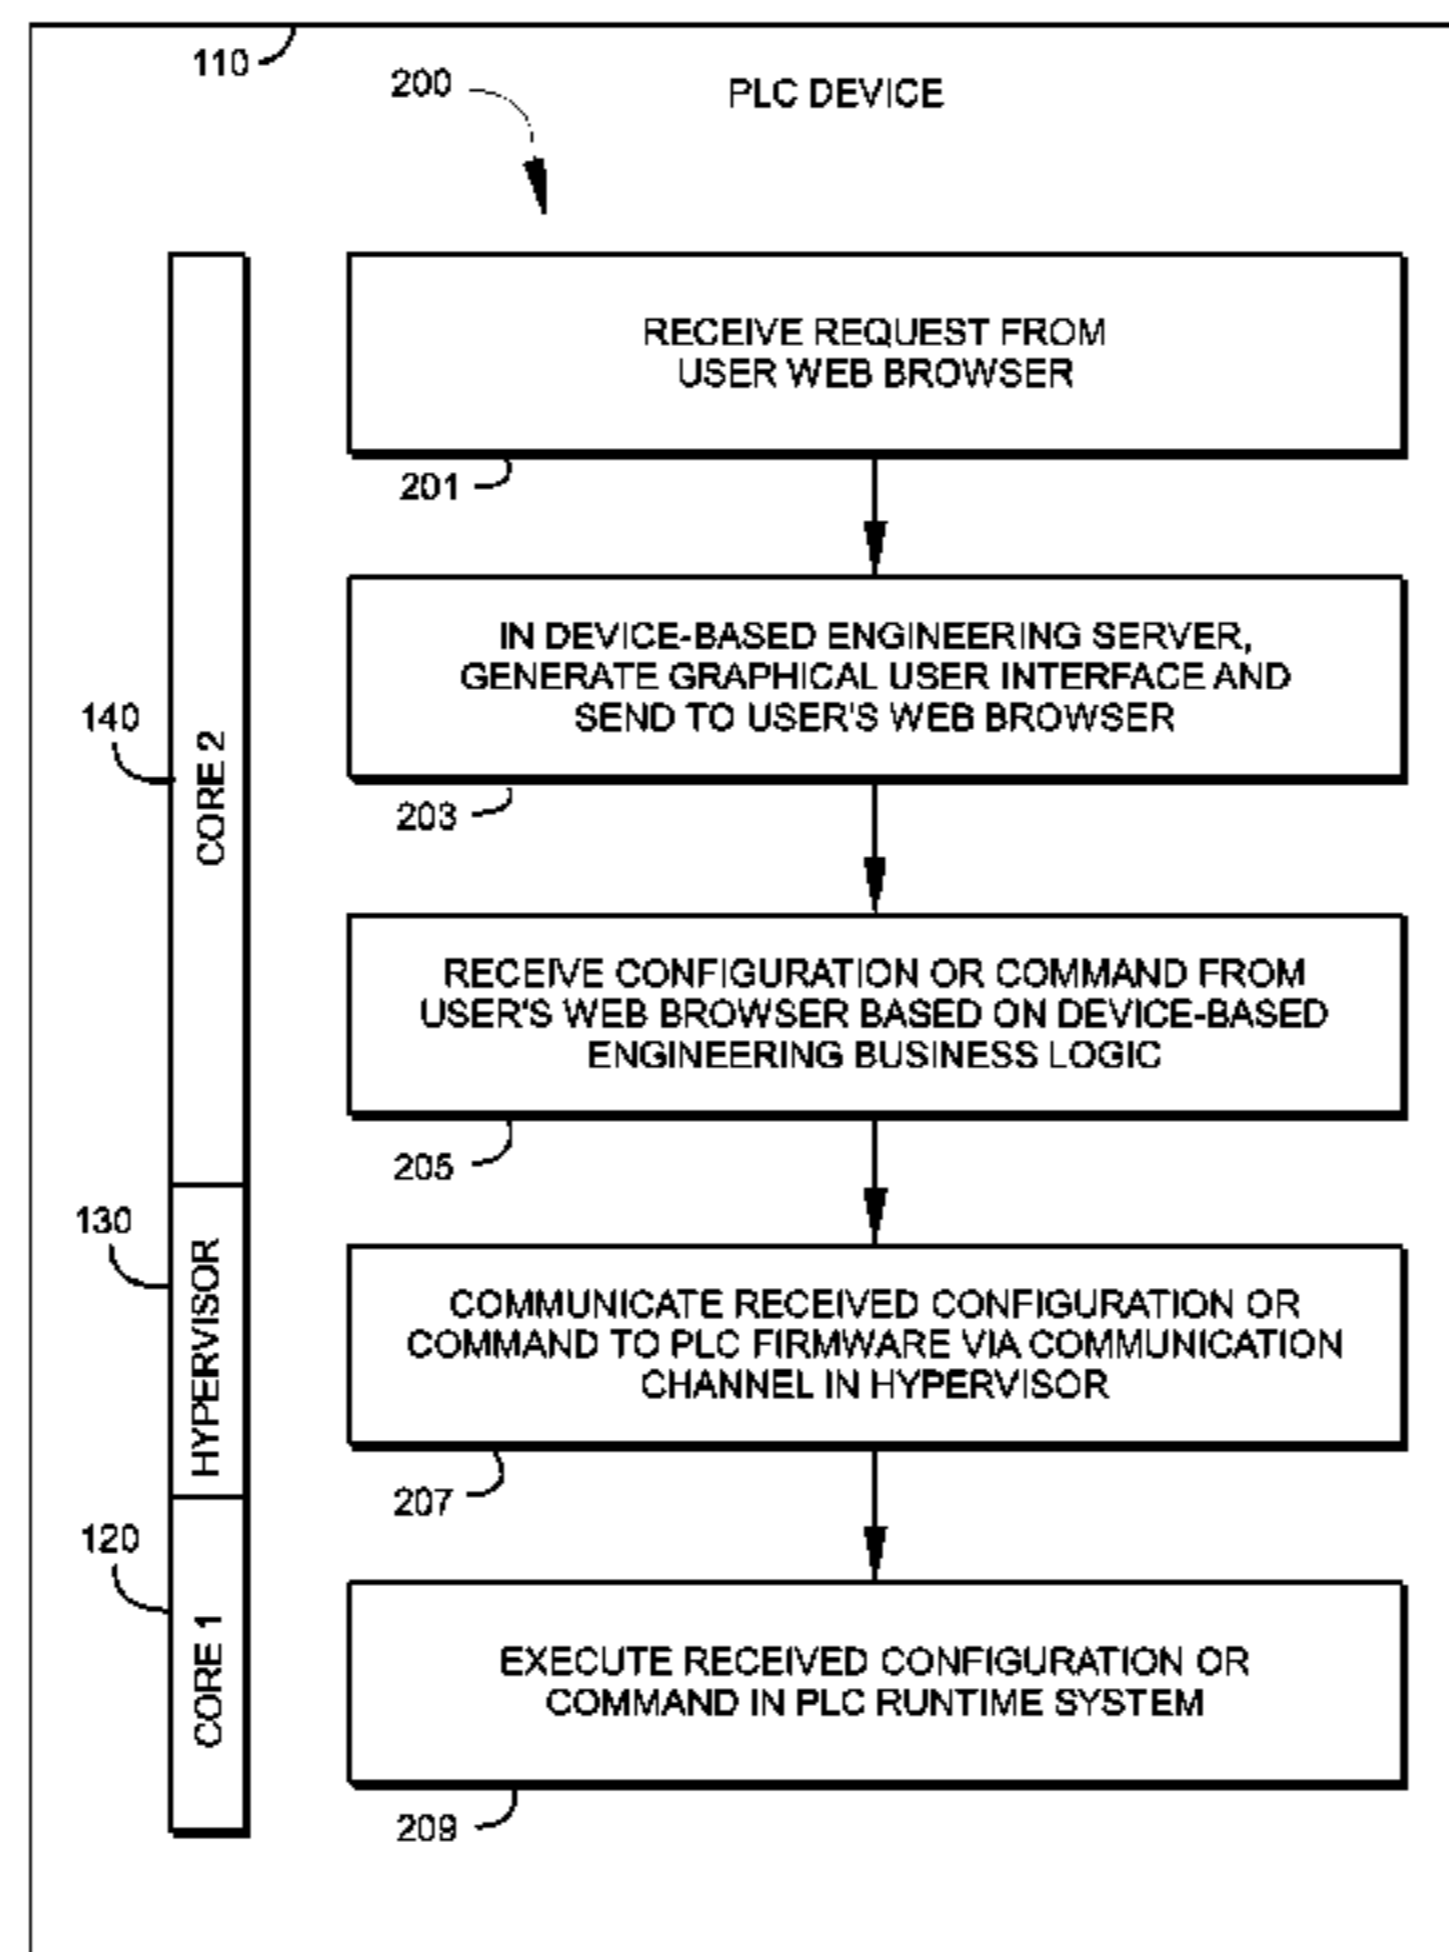 110
200
PLC DEVICE
RECEIVE REQUEST FROM
USER WEB BROWSER
201
IN DEVICE-BASED ENGINEERING SERVER,
GENERATE GRAPHICAL USER INTERFACE AND
SEND TO USER'S WEB BROWSER
203
140
CORE 2
RECEIVE CONFIGURATION OR COMMAND FROM
USER'S WEB BROWSER BASED ON DEVICE-BASED
ENGINEERING BUSINESS LOGIC
205
130
HYPERVISOR
COMMUNICATE RECEIVED CONFIGURATION OR
COMMAND TO PLC FIRMWARE VIA COMMUNICATION
CHANNEL IN HYPERVISOR
207
120
CORE 1
EXECUTE RECEIVED CONFIGURATION OR
COMMAND IN PLC RUNTIME SYSTEM
209